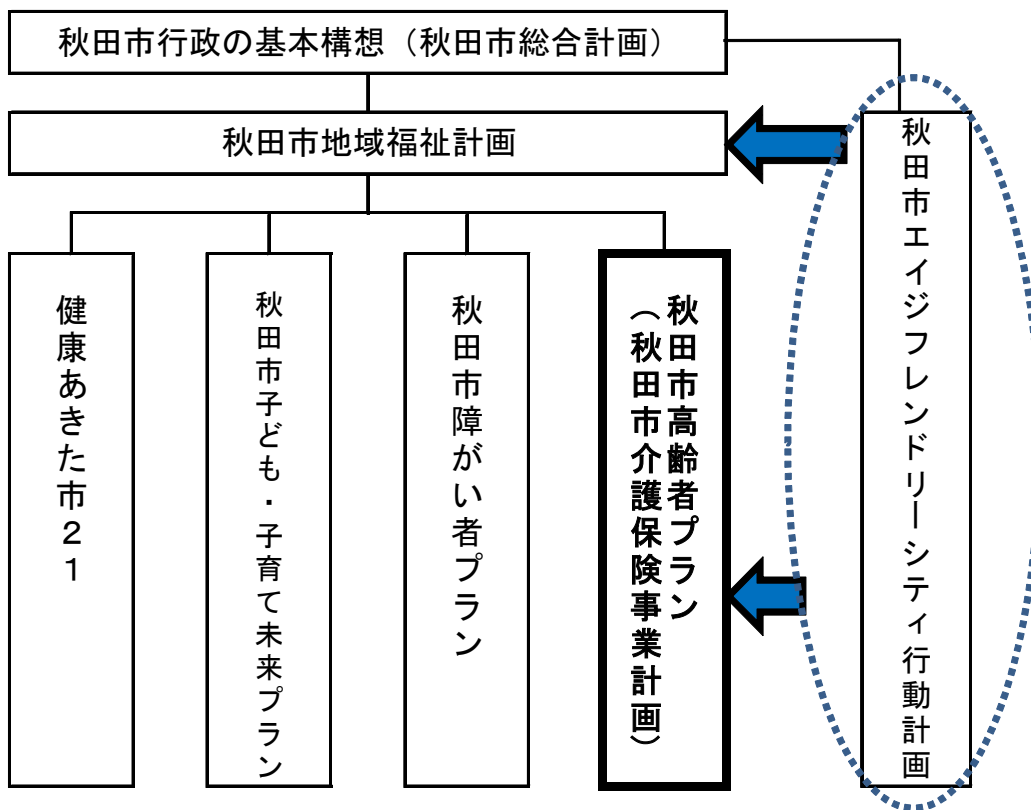 秋田市行政の基本構想（秋田市総合計画）
秋田市地域福祉計画
健康あきた市２１
秋田市子ども・子育て未来プラン
秋田市障がい者プラン
秋田市高齢者プラン
（秋田市介護保険事業計画）
秋田市エイジフレンドリーシティ行動計画